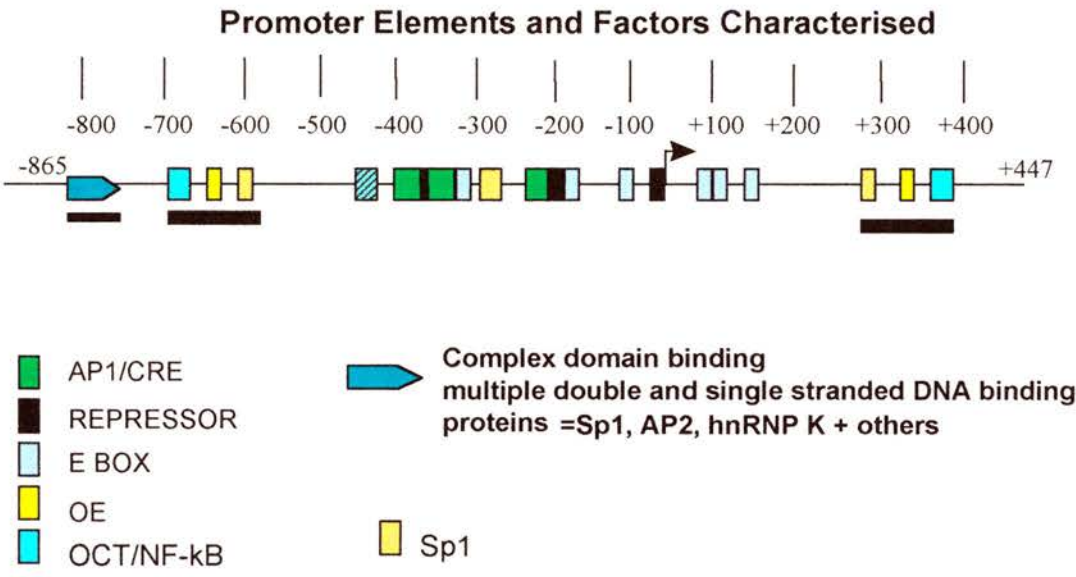 Promoter Elements and Factors Characterised
-800 -700 -600 -500 -400 -300 -200 -100 +100 +200 +300 +400
-865 +447
AP1/CRE
REPRESSOR
E BOX
OE
OCT/NF-kB
Complex domain binding
multiple double and single stranded DNA binding
proteins =Sp1, AP2, hnRNP K + others
Sp1